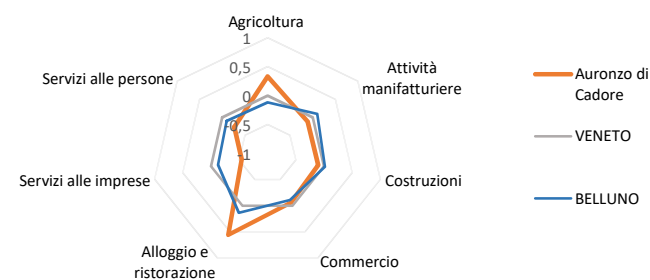 Agricoltura
1
0,5
0
-0,5
-1
Attività
manifatturiere
Costruzioni
Commercio
Alloggio e
ristorazione
Servizi alle imprese
Servizi alle persone
Auronzo di
Cadore
VENETO
BELLUNO